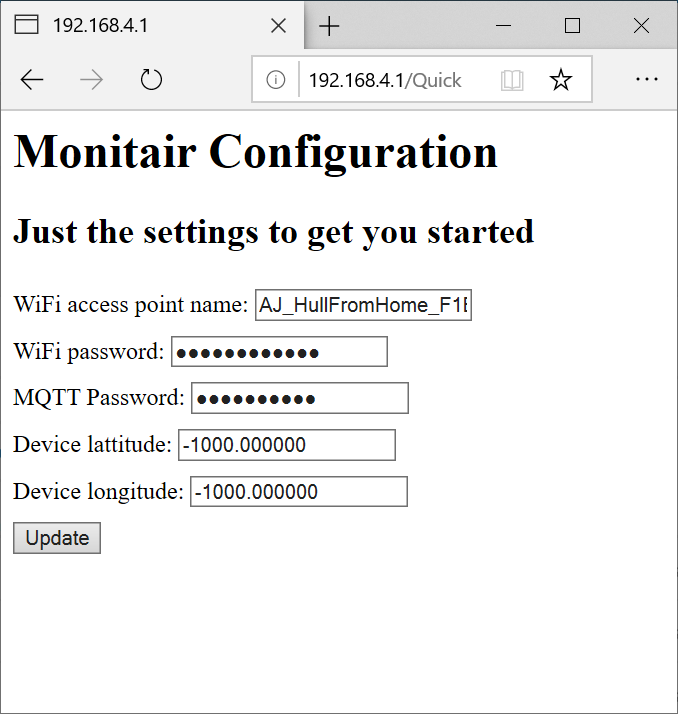 192.168.4.1
192.168.4.1/Quick
Monitair Configuration
Just the settings to get you started
WiFi access point name: AJ_HullFromHome_F1
WiFi password: ●●●●●●●●●●●●
MQTT Password: ●●●●●●●●●●
Device lattitude: -1000.000000
Device longitude: -1000.000000
Update